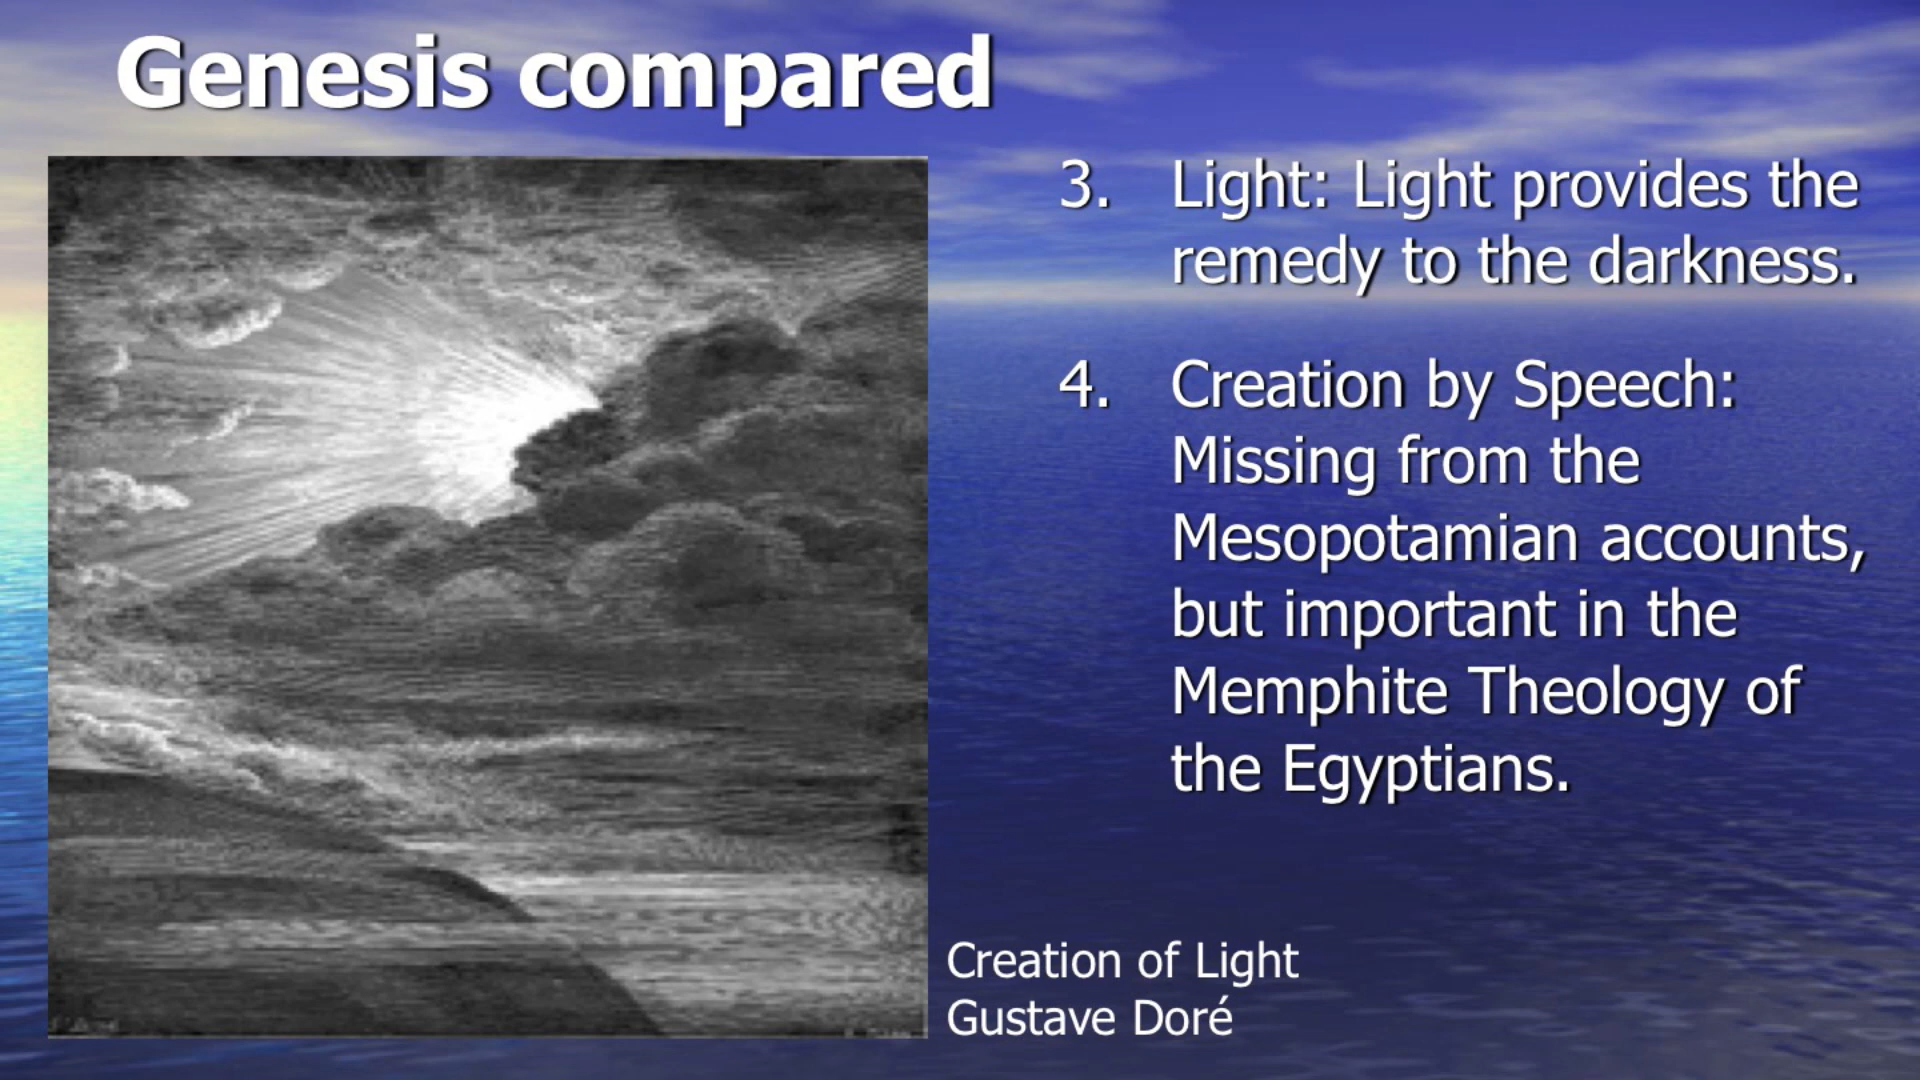 Genesis compared
3. Light: Light provides the
remedy to the darkness.
4. Creation by Speech:
Missing from the
Mesopotamian accounts,
but important in the
Memphite Theology of
the Egyptians.
Creation of Light
Gustave Doré